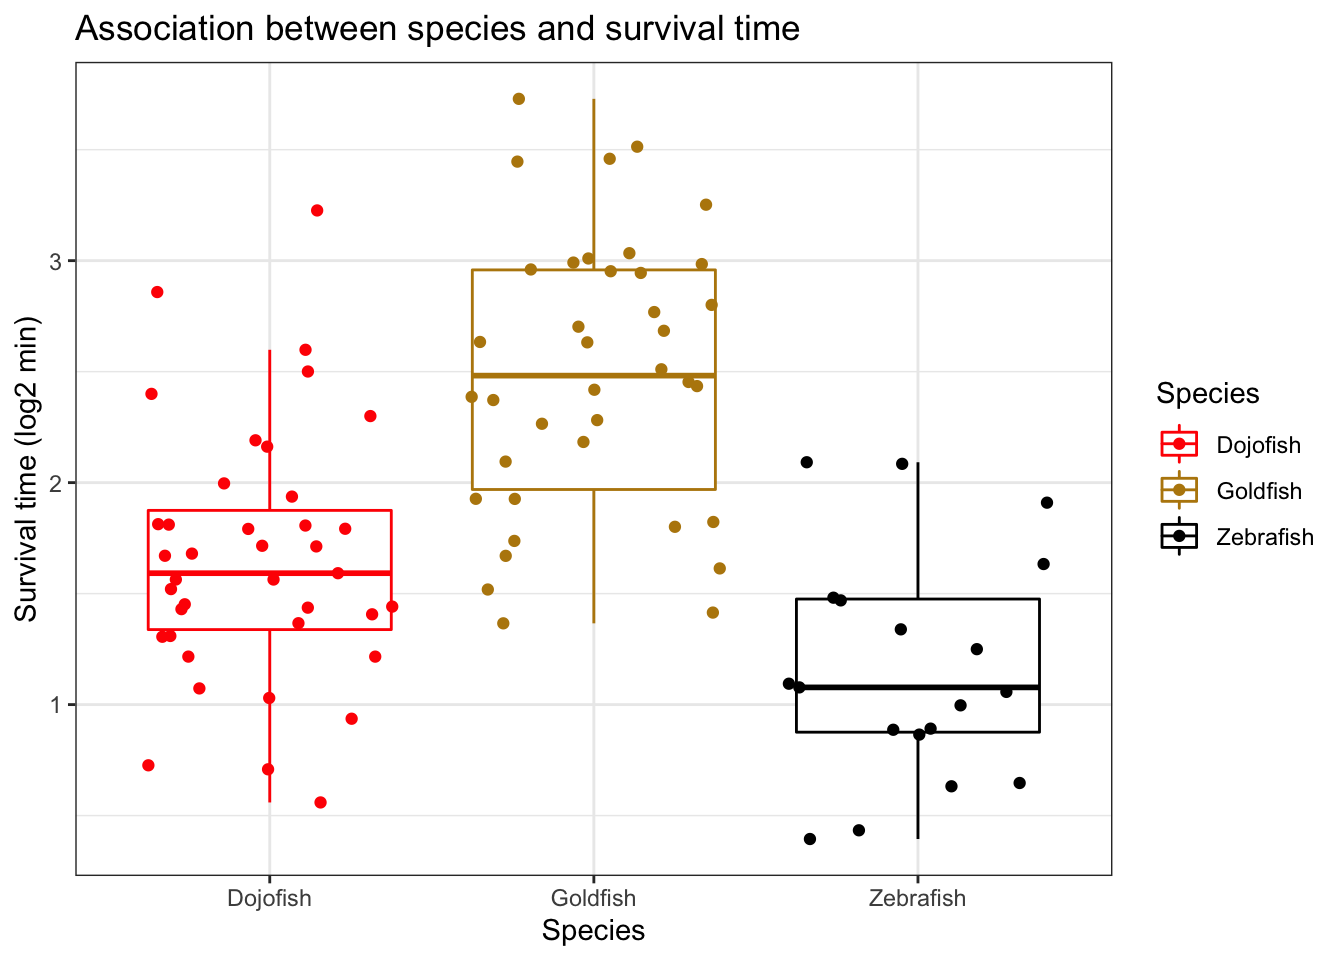 Association between species and survival time
Survival time (log2 min)
3
2
1
Dojofish
Goldfish
Zebrafish
Species
Species
Dojofish
Goldfish
Zebrafish